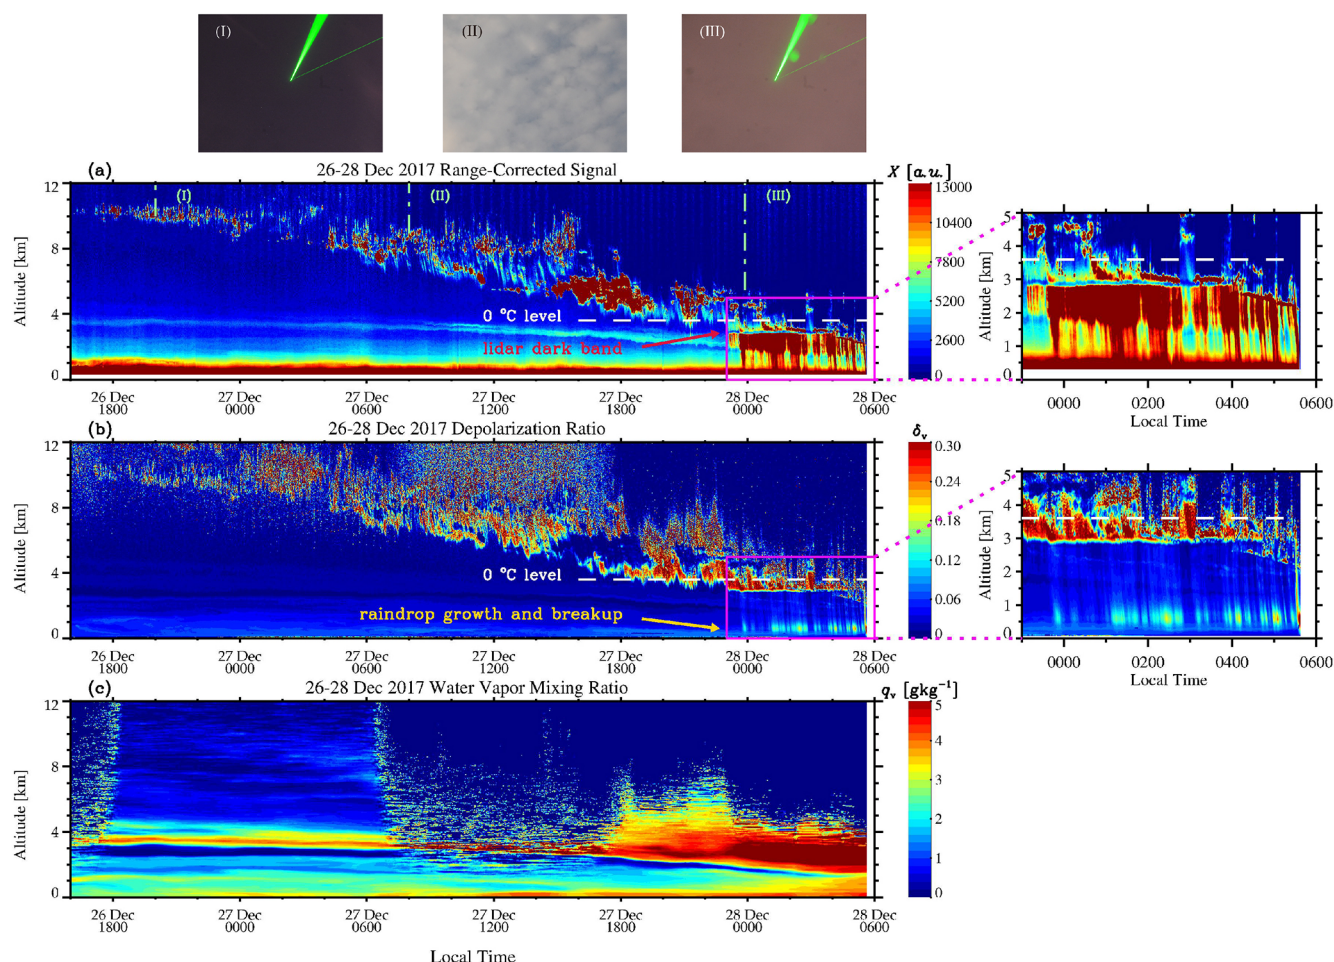 (I)
(II)
(III)
(a)
26-28 Dec 2017 Range-Corrected Signal
X [a.u.]
12
8
4
0
Altitude [km]
(I)
(II)
(III)
0 °C level
lidar dark band
13000
10400
7800
5200
2600
0
26 Dec 27 Dec 27 Dec 27 Dec 27 Dec 28 Dec 28 Dec
1800 0000 0600 1200 1800 0000 0600
5
4
3
2
1
0
Altitude [km]
0000 0200 0400 0600
Local Time
(b)
26-28 Dec 2017 Depolarization Ratio
δv
12
8
4
0
Altitude [km]
0 °C level
raindrop growth and breakup
0.30
0.24
0.18
0.12
0.06
0
26 Dec 27 Dec 27 Dec 27 Dec 27 Dec 28 Dec 28 Dec
1800 0000 0600 1200 1800 0000 0600
5
4
3
2
1
0
Altitude [km]
0000 0200 0400 0600
Local Time
(c)
26-28 Dec 2017 Water Vapor Mixing Ratio
qv [gkg⁻¹]
12
8
4
0
Altitude [km]
5
4
3
2
1
0
26 Dec 27 Dec 27 Dec 27 Dec 27 Dec 28 Dec 28 Dec
1800 0000 0600 1200 1800 0000 0600
Local Time